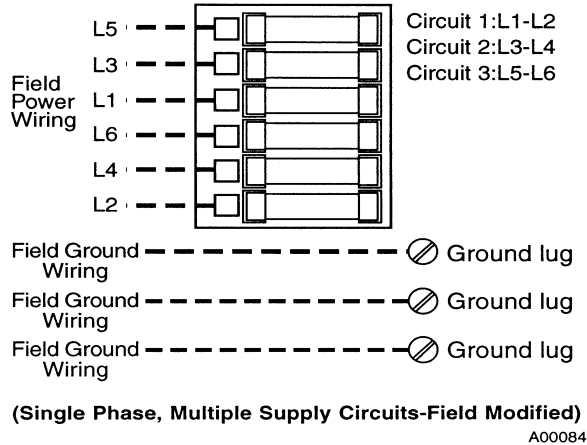 L5
L3
L1
L6
L4
L2
Field
Power
Wiring
Circuit 1:L1-L2
Circuit 2:L3-L4
Circuit 3:L5-L6
Field Ground
Wiring
Ground lug
Field Ground
Wiring
Ground lug
Field Ground
Wiring
Ground lug
(Single Phase, Multiple Supply Circuits-Field Modified)
A00084